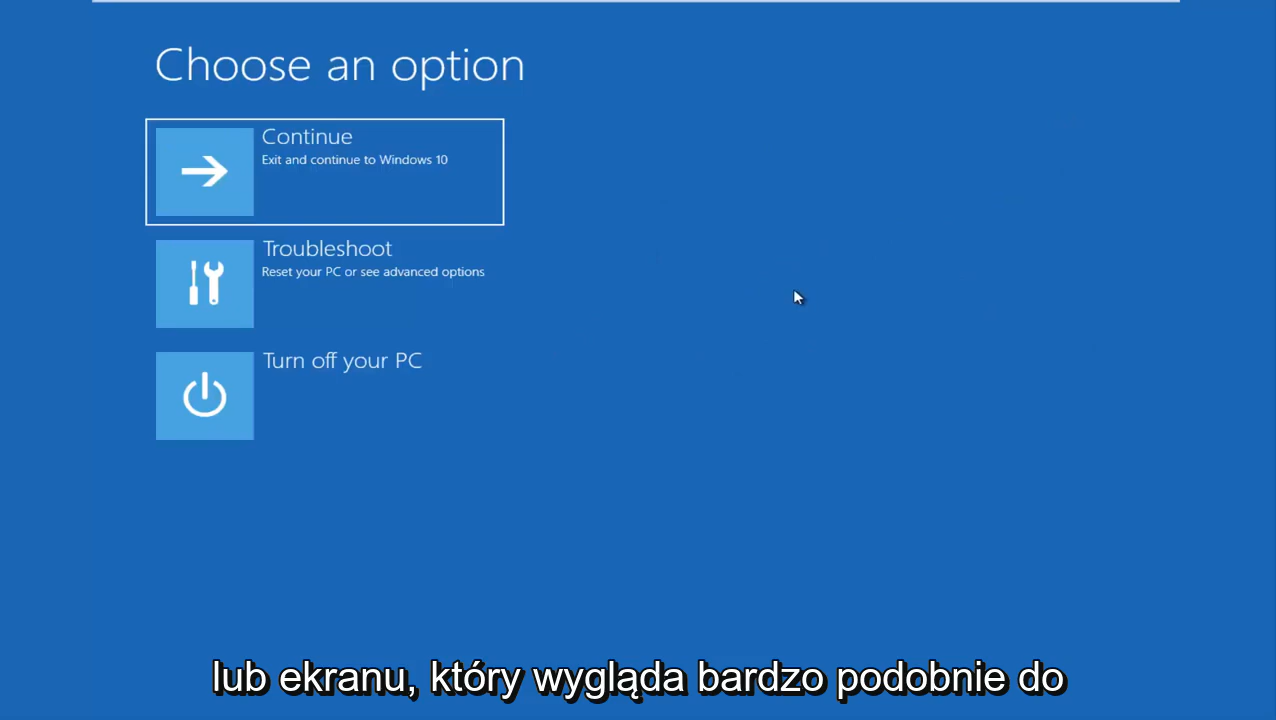 Choose an option
Continue
Exit and continue to Windows 10
Troubleshoot
Reset your PC or see advanced options
Turn off your PC
lub ekranu, który wygląda bardzo podobnie do